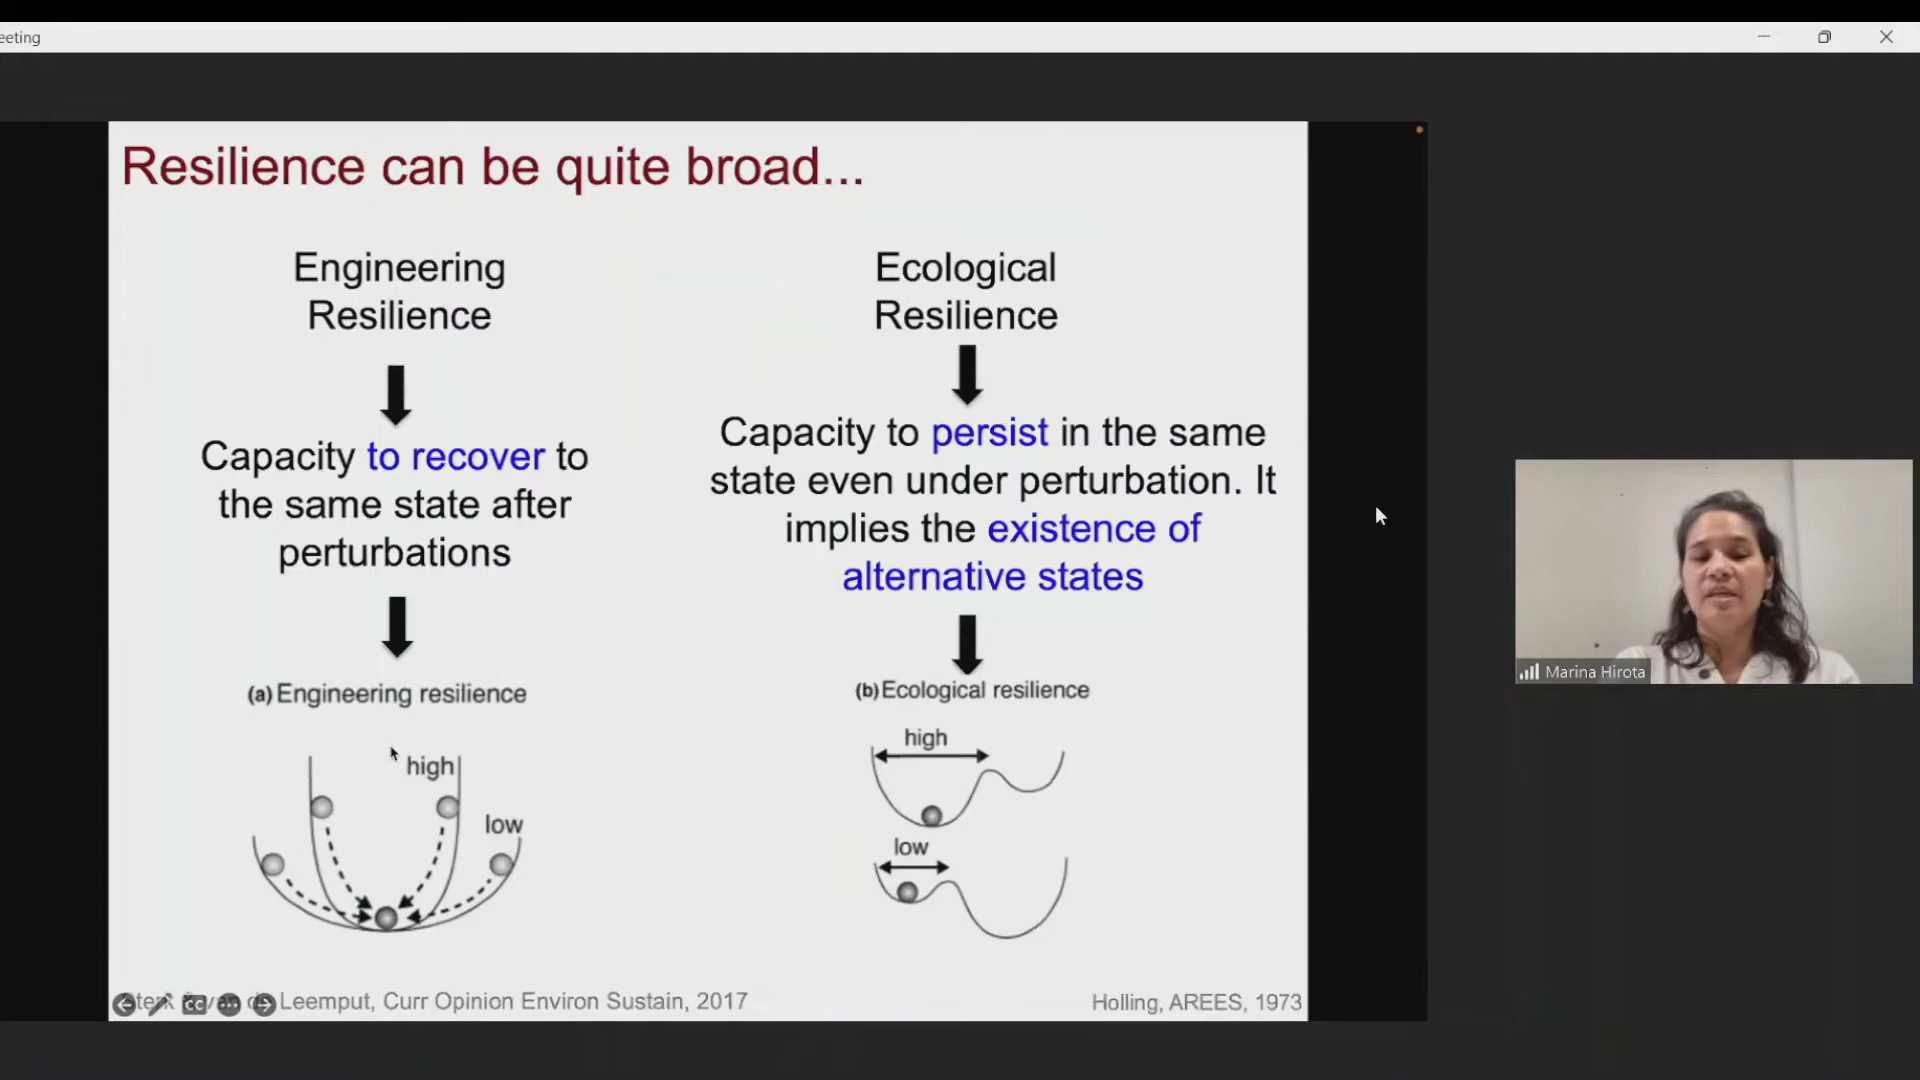 eeting
Resilience can be quite broad...
Engineering
Resilience
Capacity to recover to
the same state after
perturbations
(a) Engineering resilience
high
low
Ecological
Resilience
Capacity to persist in the same
state even under perturbation. It
implies the existence of
alternative states
(b) Ecological resilience
high
low
Leemput, Curr Opinion Environ Sustain, 2017
Holling, AREES, 1973
CC
Marina Hirota